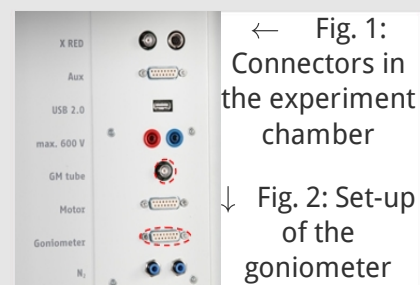 X RED
Aux
USB 2.0
max. 600 V
GM tube
Motor
Goniometer
N₂
← Fig. 1:
Connectors in
the experiment
chamber
↓ Fig. 2: Set-up
of the
goniometer